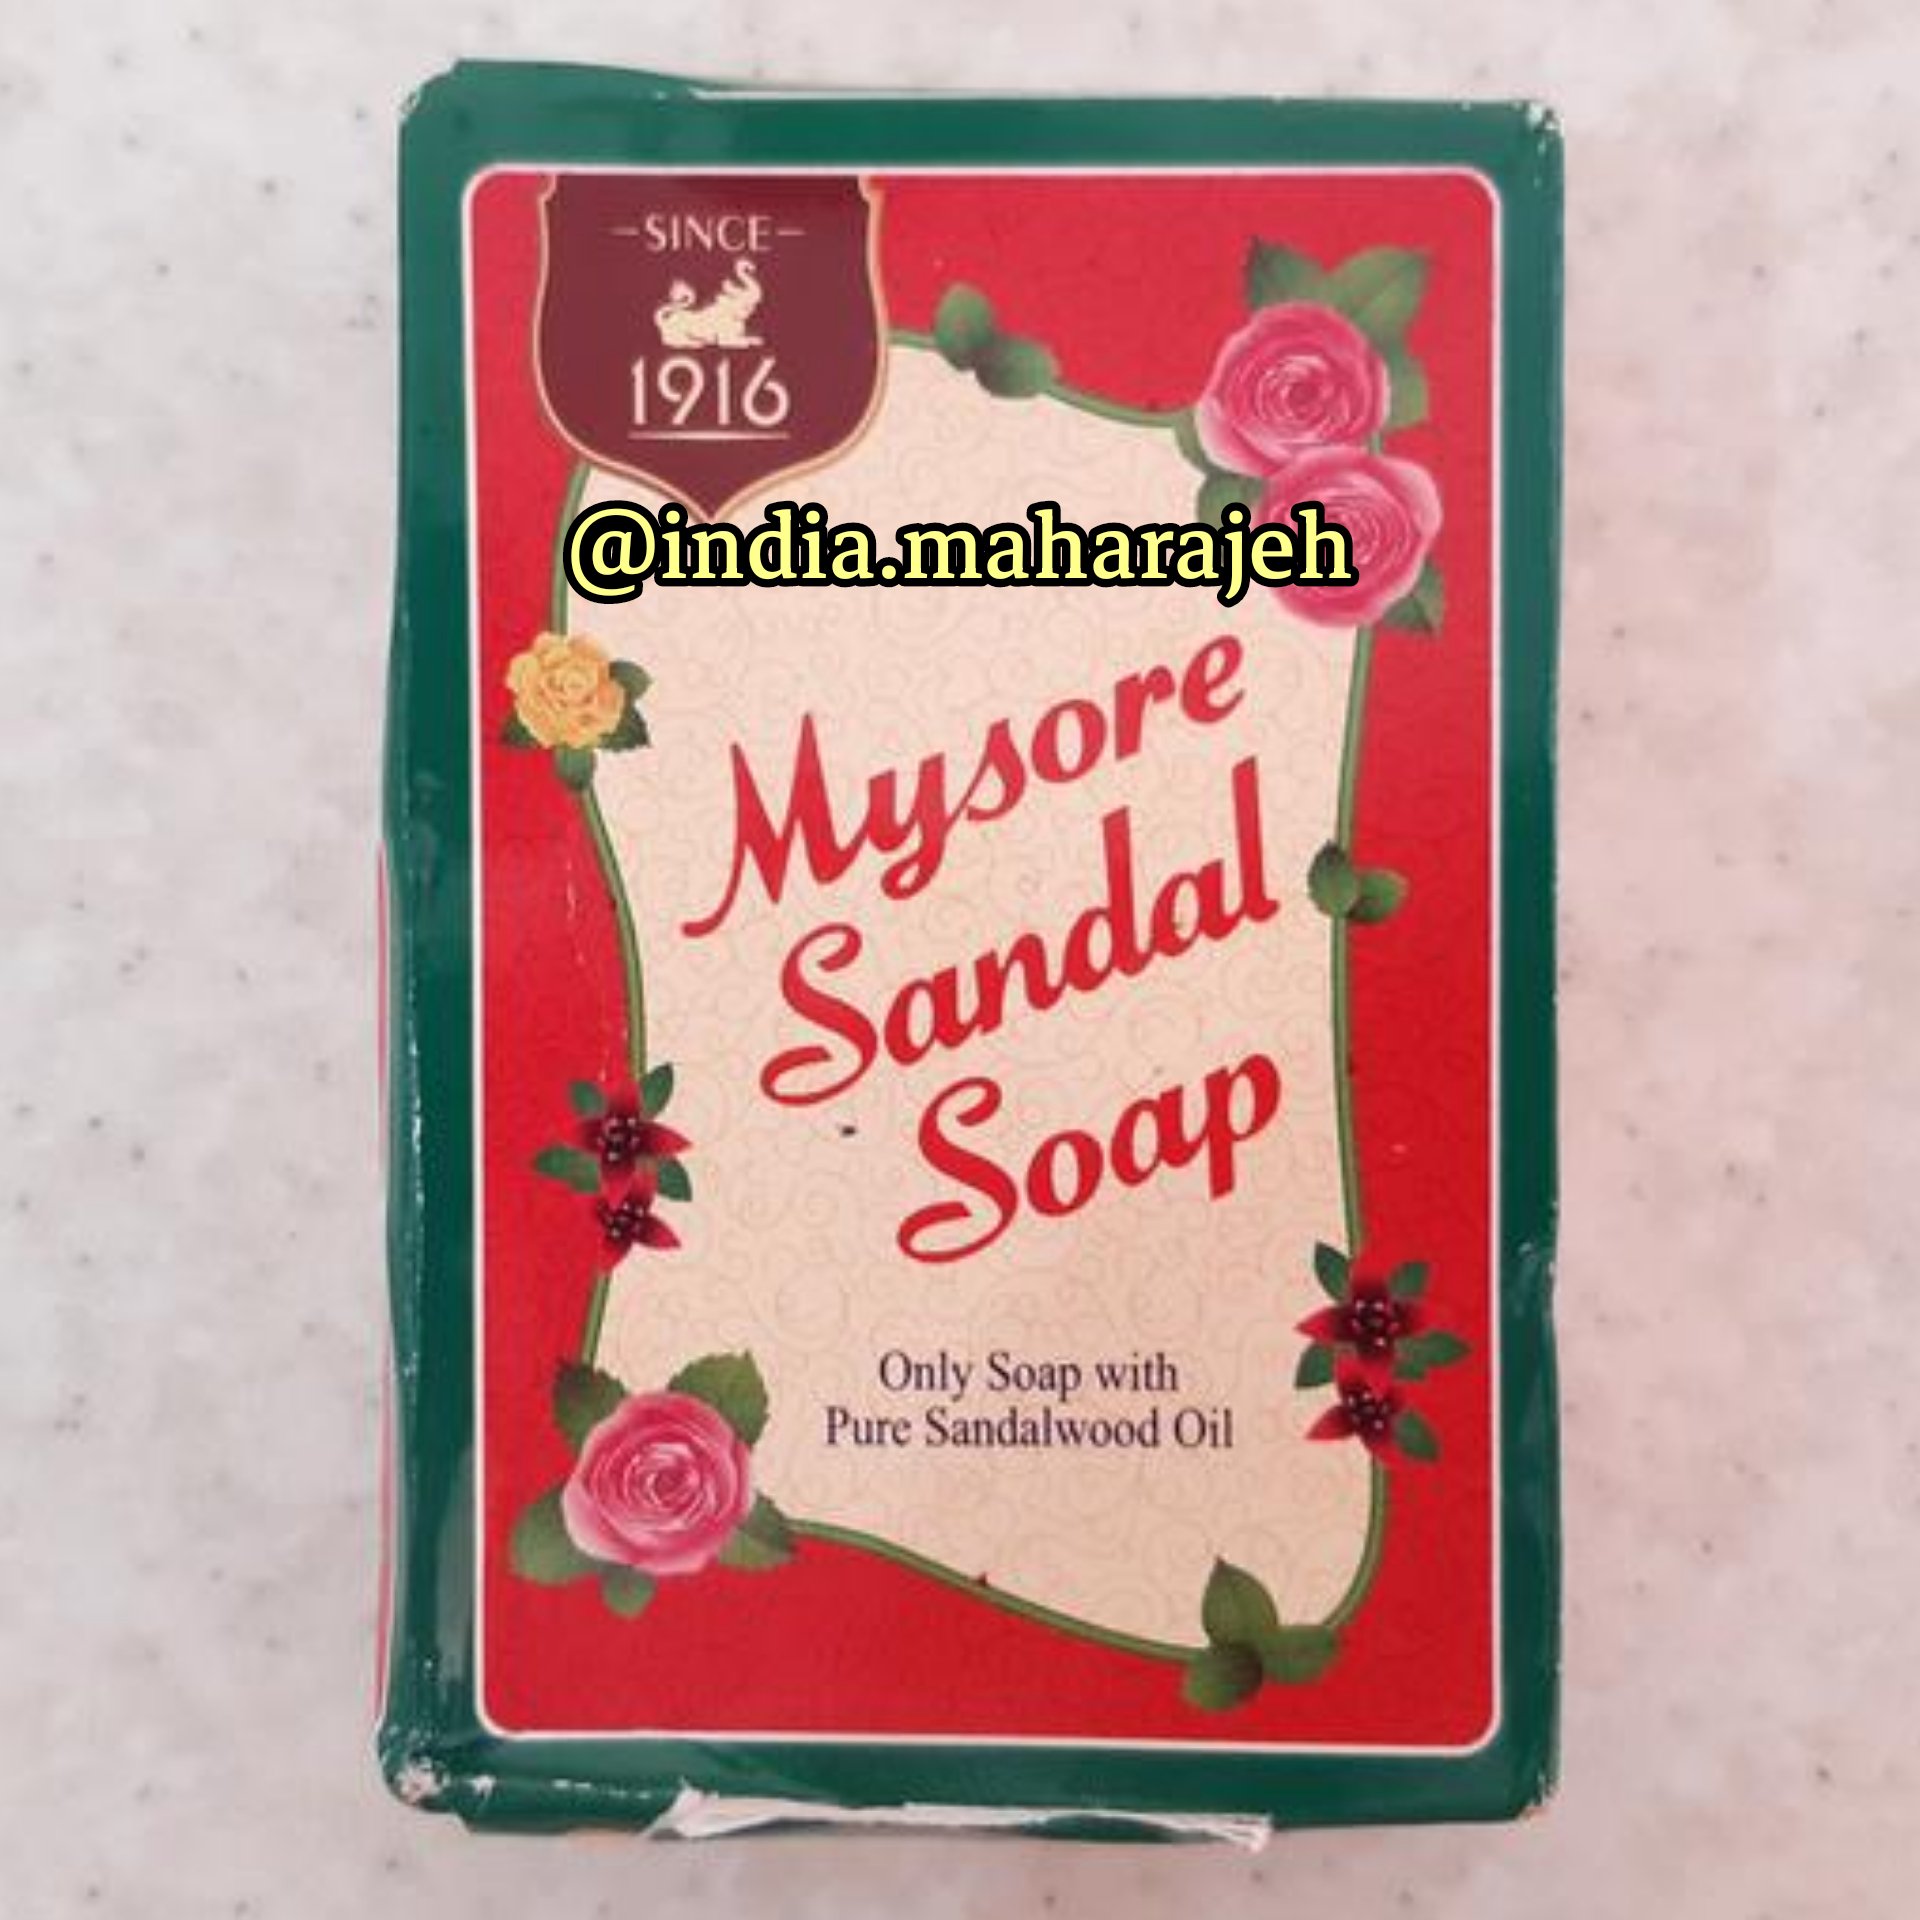 -SINCE-
1916
@india.maharajeh
Mysore
Sandal
Soap
Only Soap with
Pure Sandalwood Oil